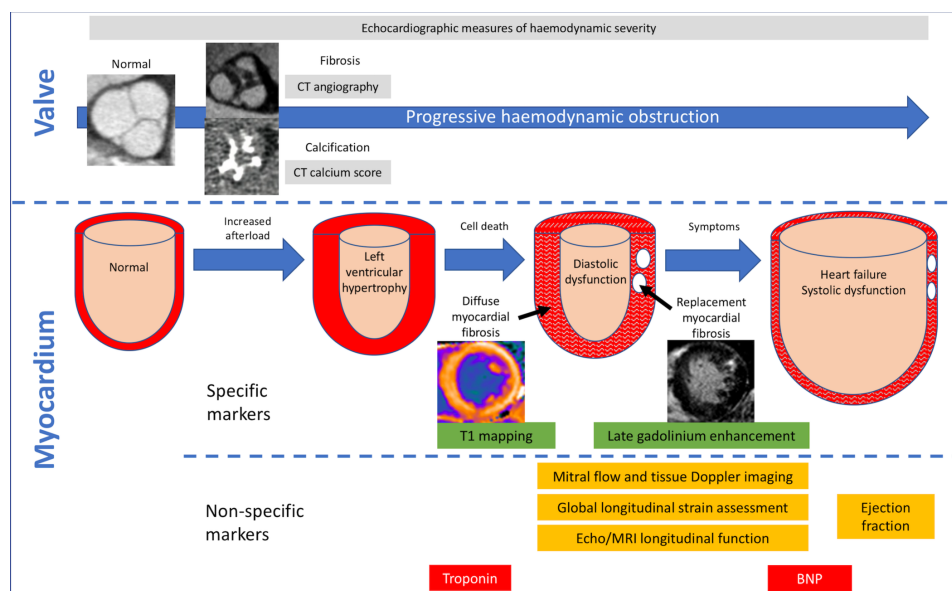 Echocardiographic measures of haemodynamic severity
Valve
Normal
Fibrosis
CT angiography
Progressive haemodynamic obstruction
Calcification
CT calcium score
Myocardium
Normal
Increased
afterload
Left
ventricular
hypertrophy
Cell death
Diastolic
dysfunction
Symptoms
Heart failure
Systolic dysfunction
Diffuse
myocardial
fibrosis
Replacement
myocardial
fibrosis
Specific
markers
T1 mapping
Late gadolinium enhancement
Non-specific
markers
Mitral flow and tissue Doppler imaging
Global longitudinal strain assessment
Echo/MRI longitudinal function
Ejection
fraction
Troponin
BNP